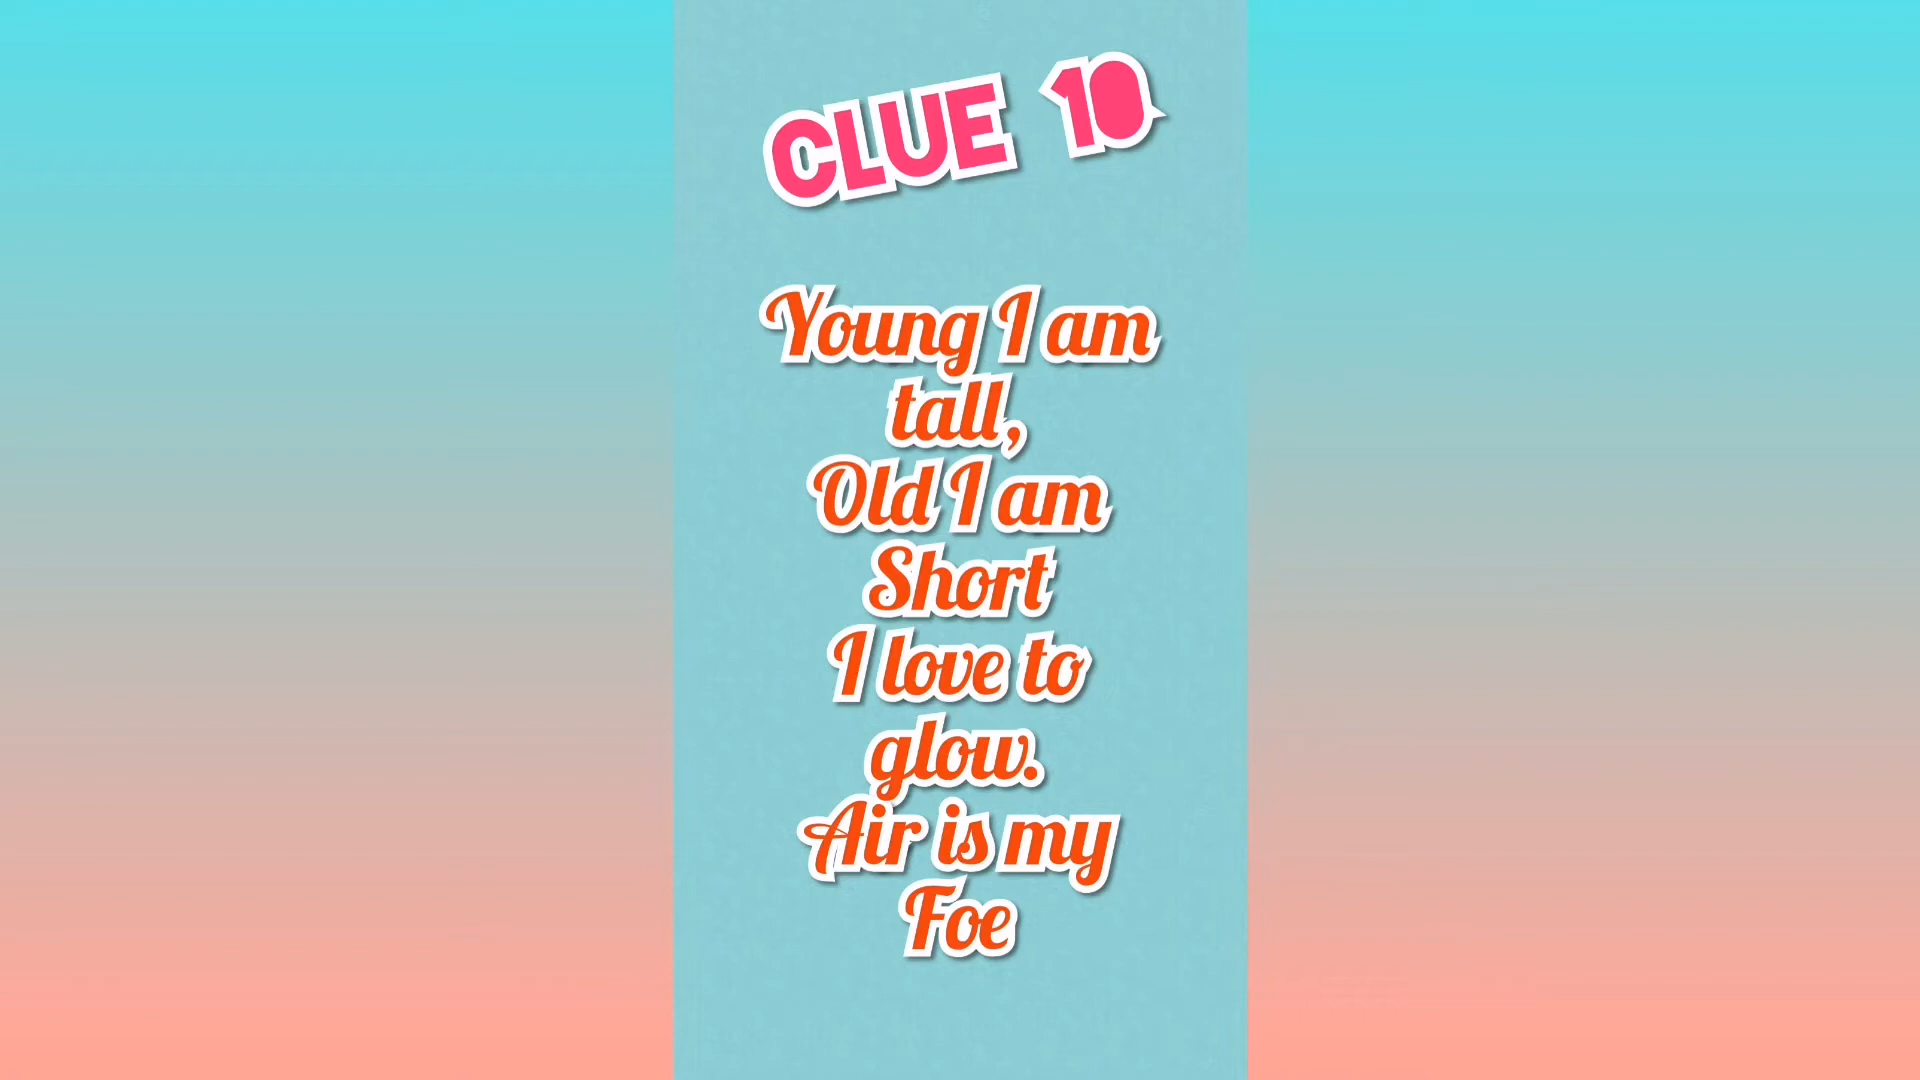 CLUE 10
Young I am
tall,
Old I am
Short
I love to
glow.
Air is my
Foe